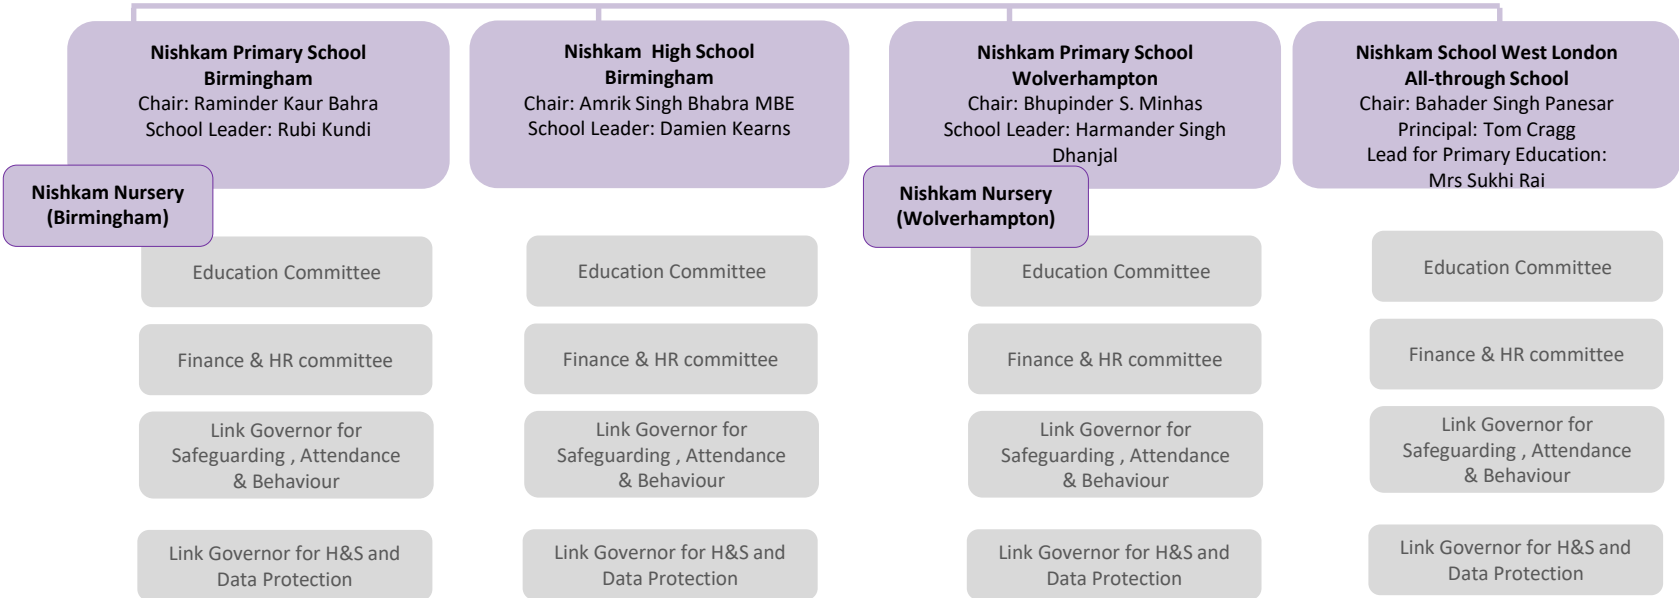 Nishkam Primary School
Birmingham
Chair: Raminder Kaur Bahra
School Leader: Rubi Kundi
Nishkam Nursery
(Birmingham)
Education Committee
Finance & HR committee
Link Governor for
Safeguarding , Attendance
& Behaviour
Link Governor for H&S and
Data Protection
Nishkam  High School
Birmingham
Chair: Amrik Singh Bhabra MBE
School Leader: Damien Kearns
Education Committee
Finance & HR committee
Link Governor for
Safeguarding , Attendance
& Behaviour
Link Governor for H&S and
Data Protection
Nishkam Primary School
Wolverhampton
Chair: Bhupinder S. Minhas
School Leader: Harmander Singh
Dhanjal
Nishkam Nursery
(Wolverhampton)
Education Committee
Finance & HR committee
Link Governor for
Safeguarding , Attendance
& Behaviour
Link Governor for H&S and
Data Protection
Nishkam School West London
All-through School
Chair: Bahader Singh Panesar
Principal: Tom Cragg
Lead for Primary Education:
Mrs Sukhi Rai
Education Committee
Finance & HR committee
Link Governor for
Safeguarding , Attendance
& Behaviour
Link Governor for H&S and
Data Protection